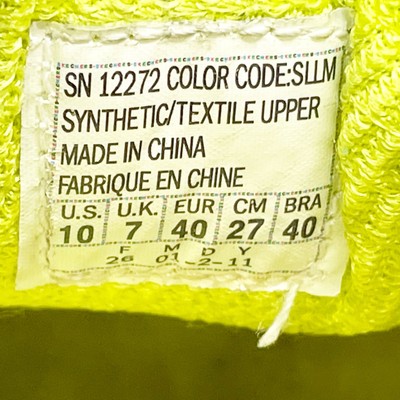 SN 12272 COLOR CODE:SLLM
SYNTHETIC/TEXTILE UPPER
MADE IN CHINA
FABRIQUE EN CHINE
U.S. U.K. EUR CM BRA
10 7 40 27 40
F M D Y
26 01-2-11